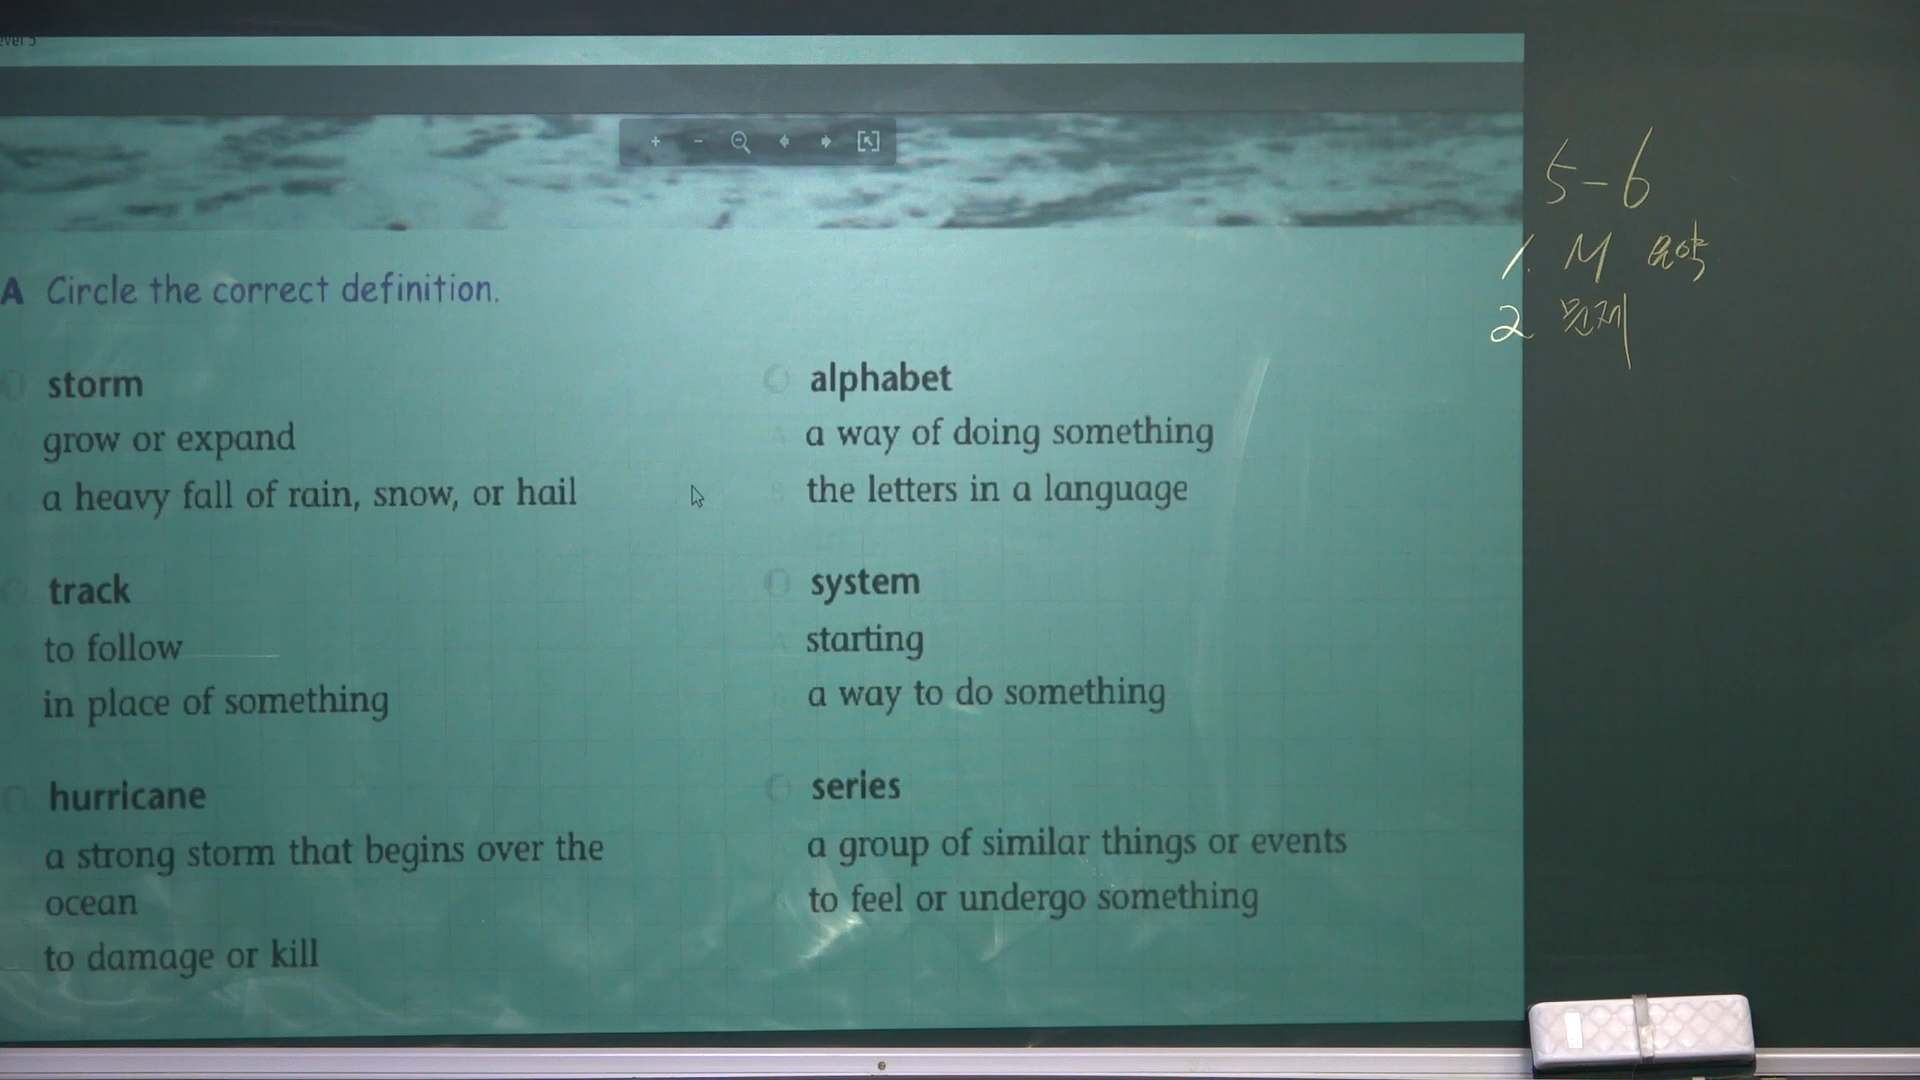 A Circle the correct definition.
storm
grow or expand
a heavy fall of rain, snow, or hail
track
to follow
in place of something
hurricane
a strong storm that begins over the
ocean
to damage or kill
alphabet
A a way of doing something
B the letters in a language
system
A starting
a way to do something
series
a group of similar things or events
to feel or undergo something
5-6
1. M 요약
2 문제